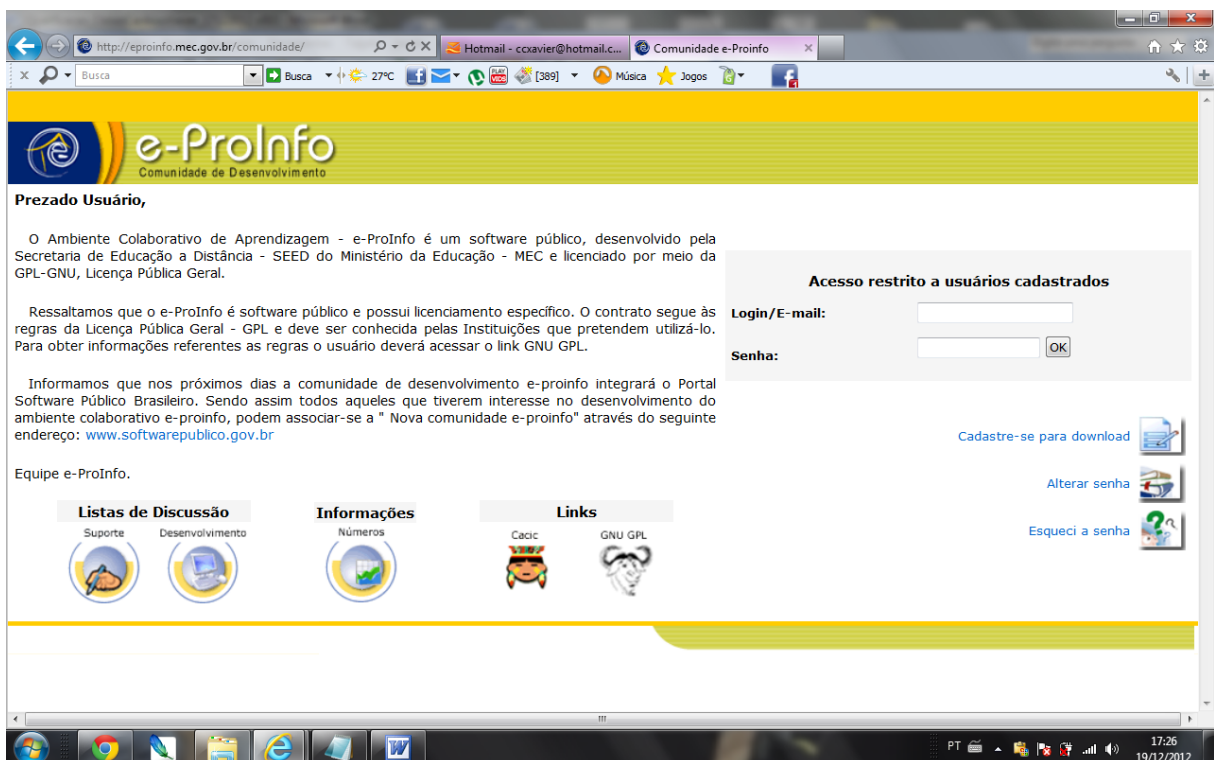 http://eproinfo.mec.gov.br/comunidade/
Hotmail - ccxavier@hotmail.c...
Comunidade e-Proinfo
Busca
Busca
27ºC
PLAY VIDS
[389]
Música
Jogos
e-ProInfo
Comunidade de Desenvolvimento
Prezado Usuário,
O Ambiente Colaborativo de Aprendizagem - e-ProInfo é um software público, desenvolvido pela
Secretaria de Educação a Distância - SEED do Ministério da Educação - MEC e licenciado por meio da
GPL-GNU, Licença Pública Geral.
Ressaltamos que o e-ProInfo é software público e possui licenciamento específico. O contrato segue às
regras da Licença Pública Geral - GPL e deve ser conhecida pelas Instituições que pretendem utilizá-lo.
Para obter informações referentes as regras o usuário deverá acessar o link GNU GPL.
Informamos que nos próximos dias a comunidade de desenvolvimento e-proinfo integrará o Portal
Software Público Brasileiro. Sendo assim todos aqueles que tiverem interesse no desenvolvimento do
ambiente colaborativo e-proinfo, podem associar-se a " Nova comunidade e-proinfo" através do seguinte
endereço: www.softwarepublico.gov.br
Equipe e-ProInfo.
Acesso restrito a usuários cadastrados
Login/E-mail:
Senha:
OK
Cadastre-se para download
Alterar senha
Esqueci a senha
Listas de Discussão
Informações
Links
Suporte
Desenvolvimento
Números
Cacic
GNU GPL
PT
17:26
19/12/2012